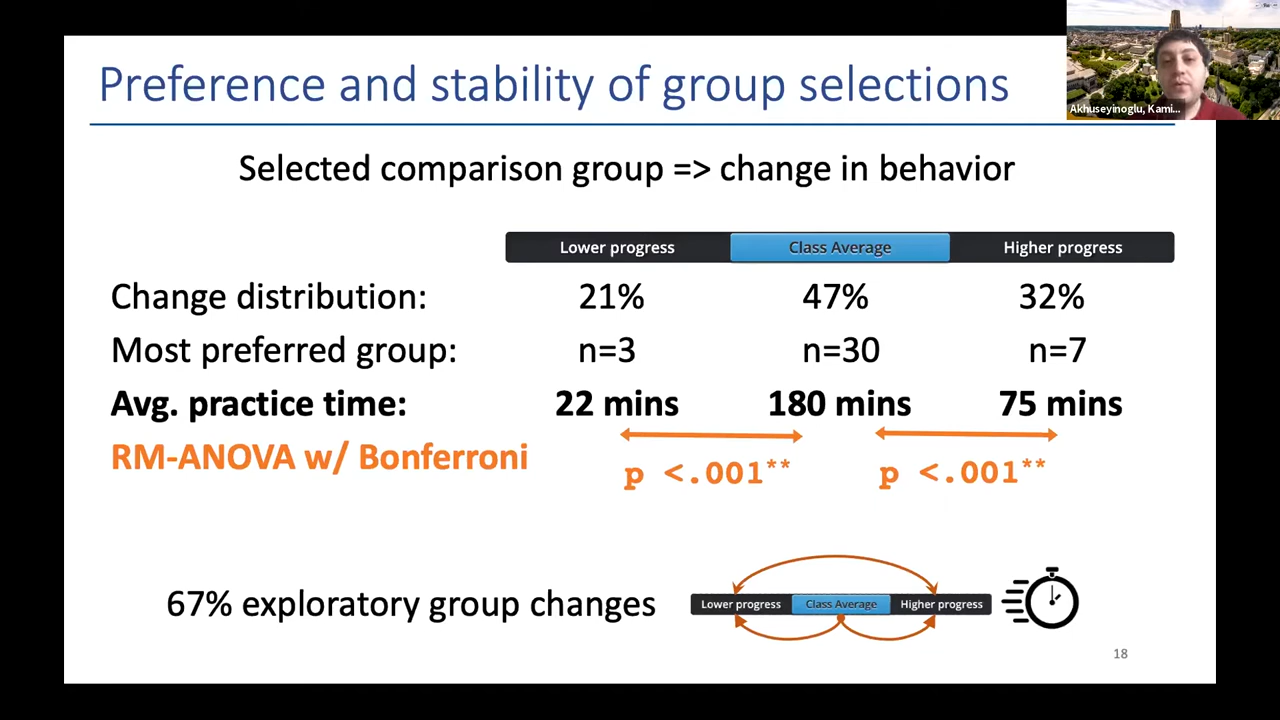 Preference and stability of group selections
Akhuseyinoglu, Kami...
Selected comparison group => change in behavior
Lower progress Class Average Higher progress
Change distribution: 21% 47% 32%
Most preferred group: n=3 n=30 n=7
Avg. practice time: 22 mins 180 mins 75 mins
RM-ANOVA w/ Bonferroni p <.001** p <.001**
67% exploratory group changes Lower progress Class Average Higher progress
18